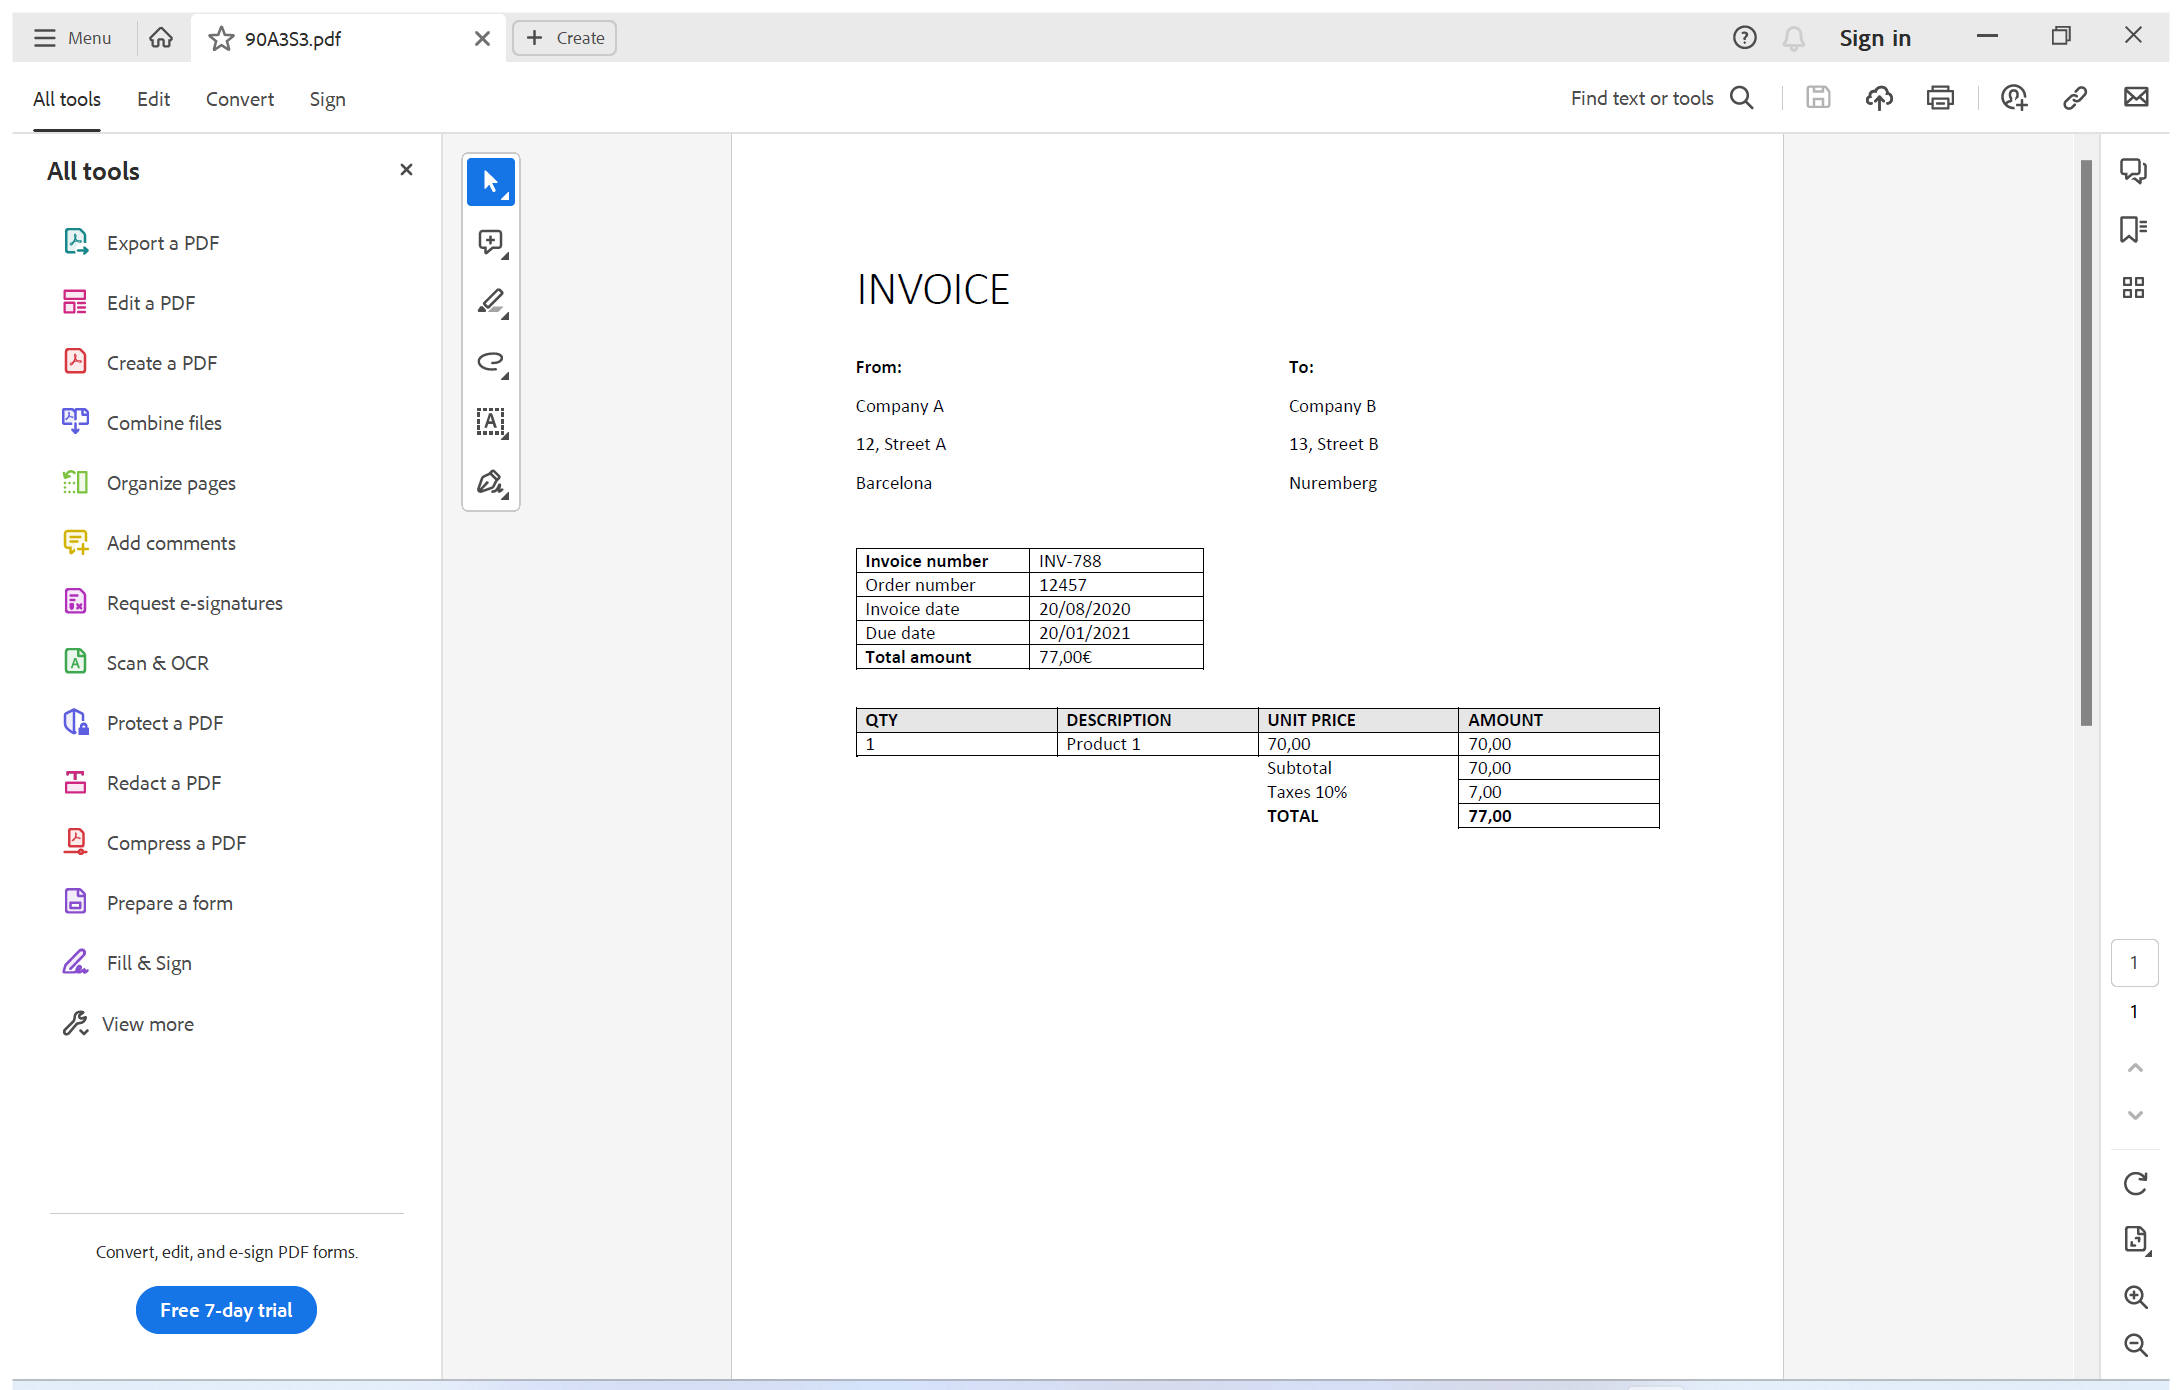 Menu
90A3S3.pdf
Create
Sign in
All tools Edit Convert Sign
Find text or tools
All tools
Export a PDF
Edit a PDF
Create a PDF
Combine files
Organize pages
Add comments
Request e-signatures
Scan & OCR
Protect a PDF
Redact a PDF
Compress a PDF
Prepare a form
Fill & Sign
View more
Convert, edit, and e-sign PDF forms.
Free 7-day trial
INVOICE
From: To:
Company A Company B
12, Street A 13, Street B
Barcelona Nuremberg
Invoice number INV-788
Order number 12457
Invoice date 20/08/2020
Due date 20/01/2021
Total amount 77,00€
QTY DESCRIPTION UNIT PRICE AMOUNT
1 Product 1 70,00 70,00
Subtotal 70,00
Taxes 10% 7,00
TOTAL 77,00
1
1